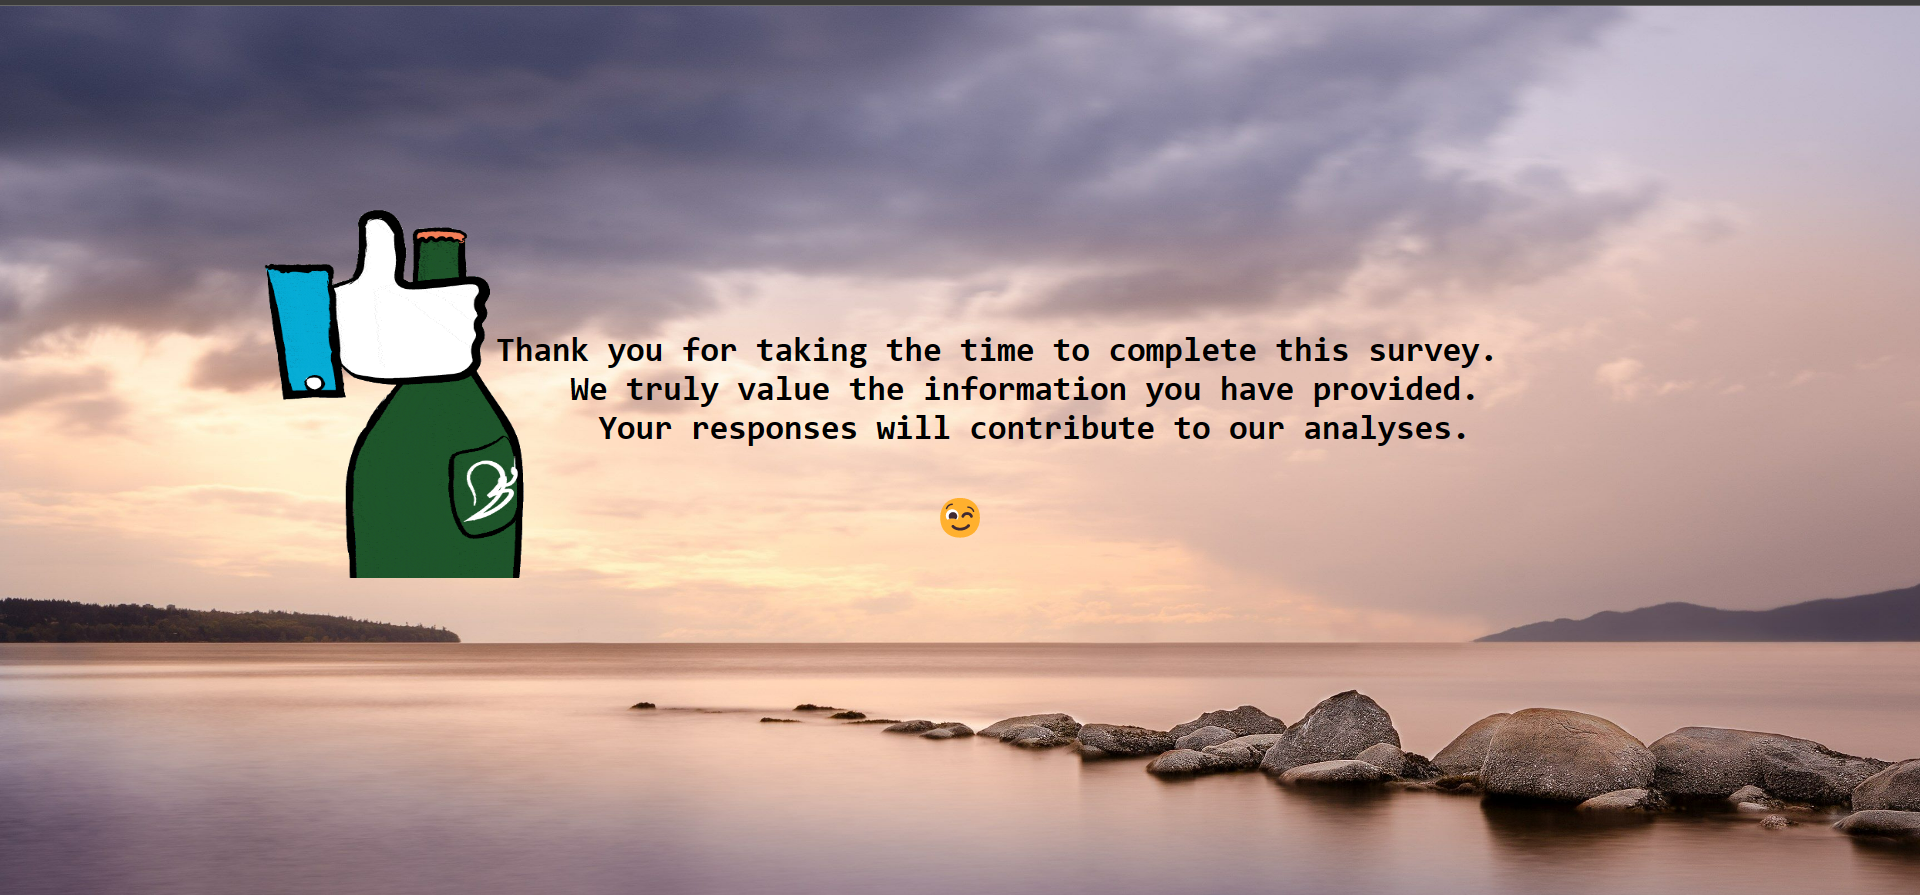 Thank you for taking the time to complete this survey.
We truly value the information you have provided.
Your responses will contribute to our analyses.